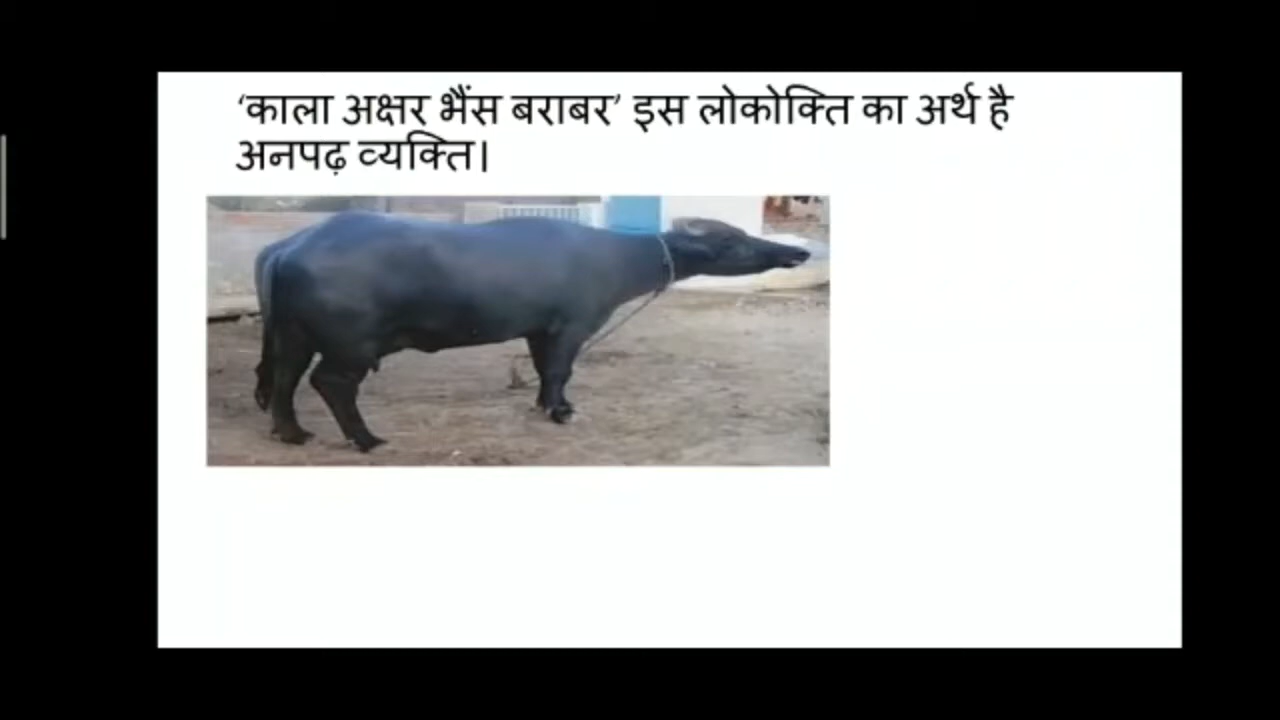 ‘काला अक्षर भैंस बराबर’ इस लोकोक्ति का अर्थ है
अनपढ़ व्यक्ति।